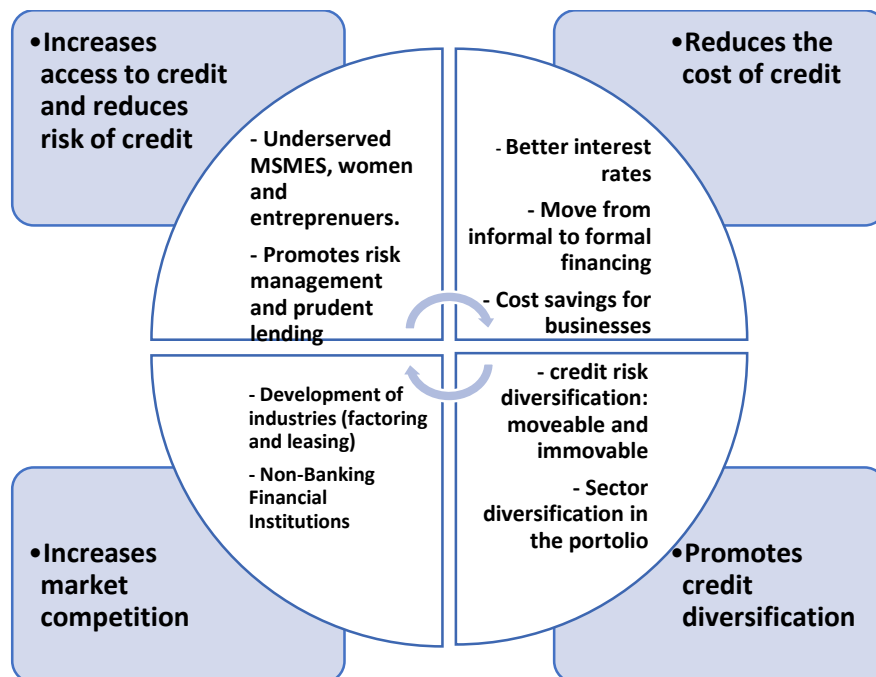 •Increases
access to credit
and reduces
risk of credit
- Underserved
MSMES, women
and
entreprenuers.
- Promotes risk
management
and prudent
lending
•Reduces the
cost of credit
- Better interest
rates
- Move from
informal to formal
financing
- Cost savings for
businesses
- Development of
industries (factoring
and leasing)
- Non-Banking
Financial
Institutions
•Increases
market
competition
- credit risk
diversification:
moveable and
immovable
- Sector
diversification in
the portolio
•Promotes
credit
diversification